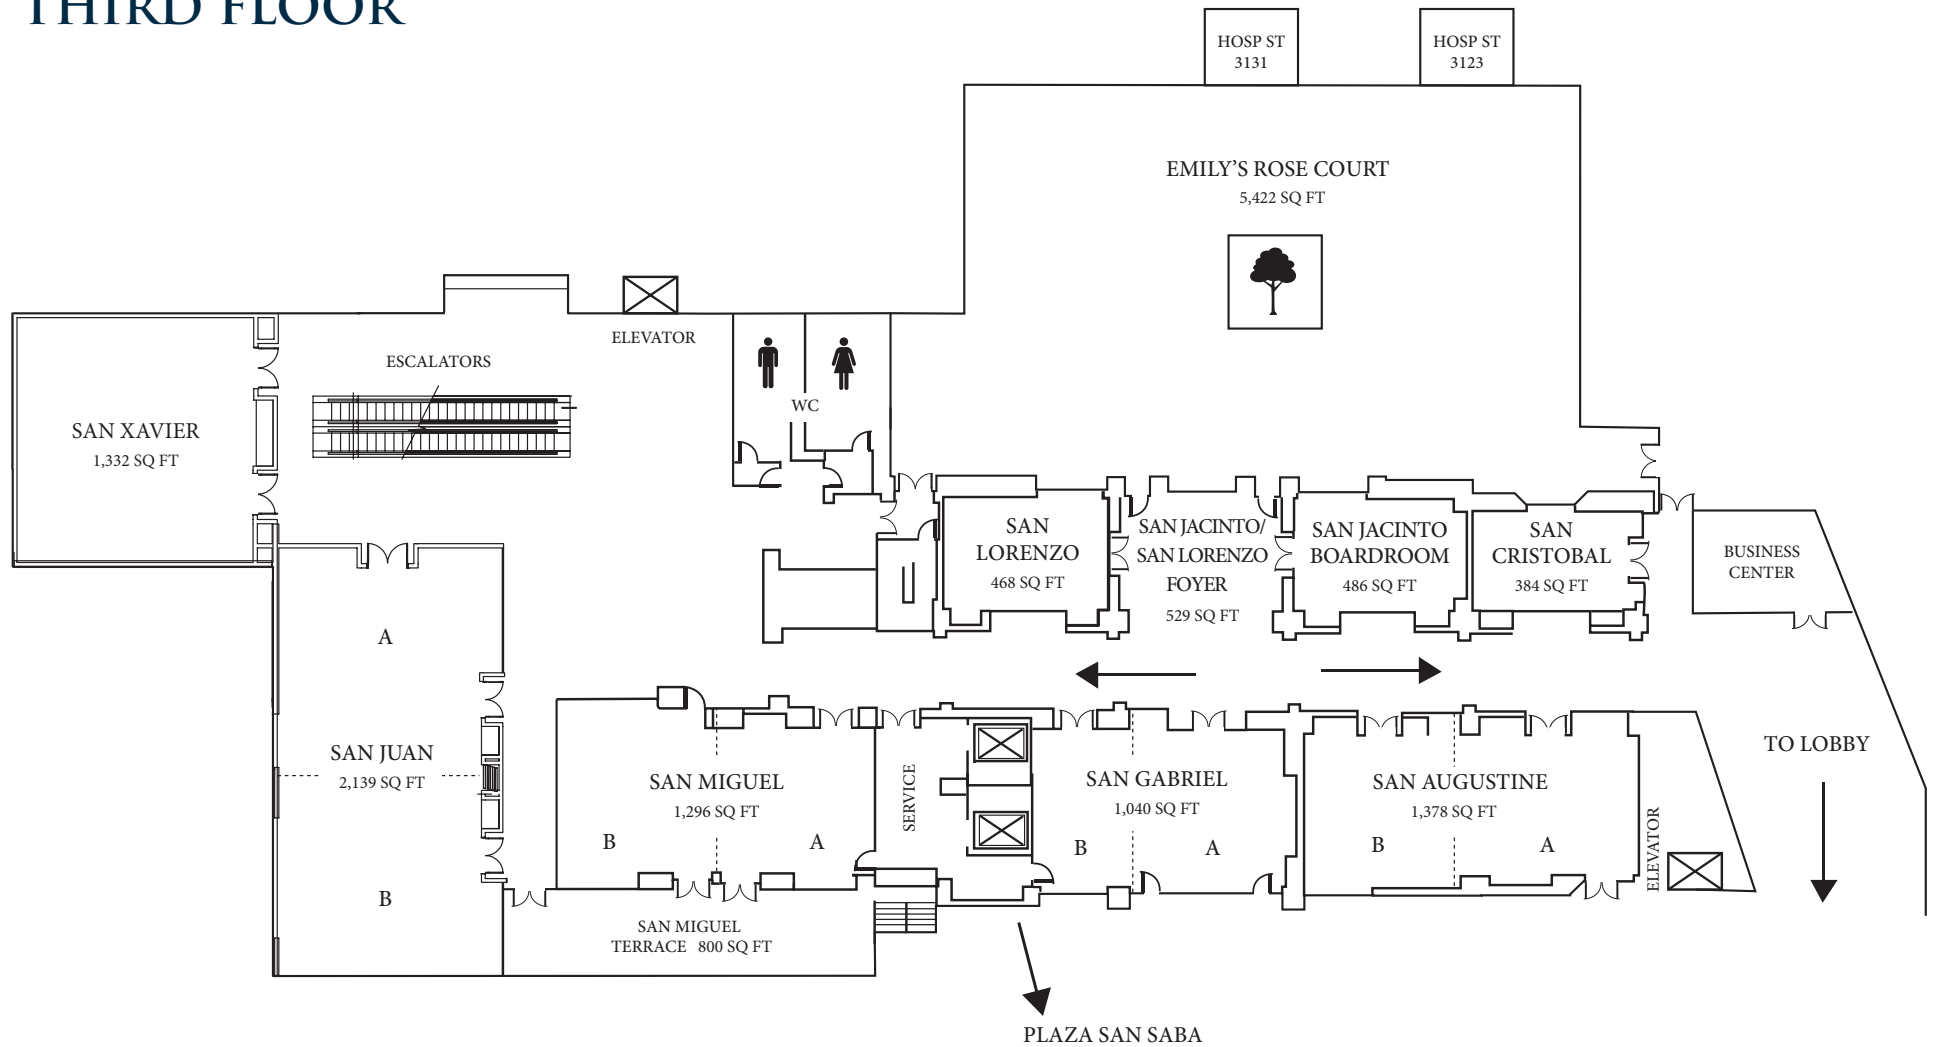 THIRD FLOOR
HOSP ST
3131
HOSP ST
3123
EMILY’S ROSE COURT
5,422 SQ FT
ELEVATOR
ESCALATORS
WC
SAN XAVIER
1,332 SQ FT
SAN
LORENZO
468 SQ FT
SAN JACINTO/
SAN LORENZO
FOYER
529 SQ FT
SAN JACINTO
BOARDROOM
486 SQ FT
SAN
CRISTOBAL
384 SQ FT
BUSINESS
CENTER
A
SAN JUAN
2,139 SQ FT
B
SAN MIGUEL
1,296 SQ FT
B
A
SERVICE
SAN GABRIEL
1,040 SQ FT
B
A
SAN AUGUSTINE
1,378 SQ FT
B
A
ELEVATOR
TO LOBBY
SAN MIGUEL
TERRACE 800 SQ FT
PLAZA SAN SABA